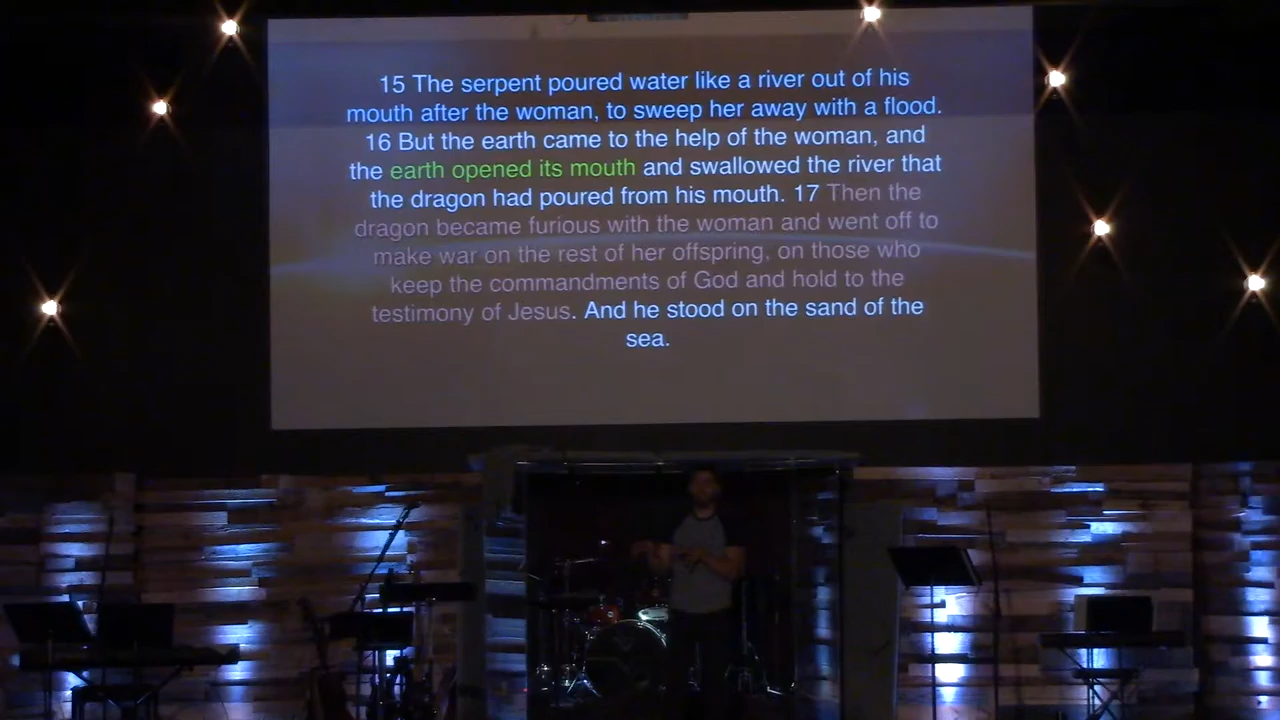 15 The serpent poured water like a river out of his
mouth after the woman, to sweep her away with a flood.
16 But the earth came to the help of the woman, and
the earth opened its mouth and swallowed the river that
the dragon had poured from his mouth. 17 Then the
dragon became furious with the woman and went off to
make war on the rest of her offspring, on those who
keep the commandments of God and hold to the
testimony of Jesus. And he stood on the sand of the
sea.